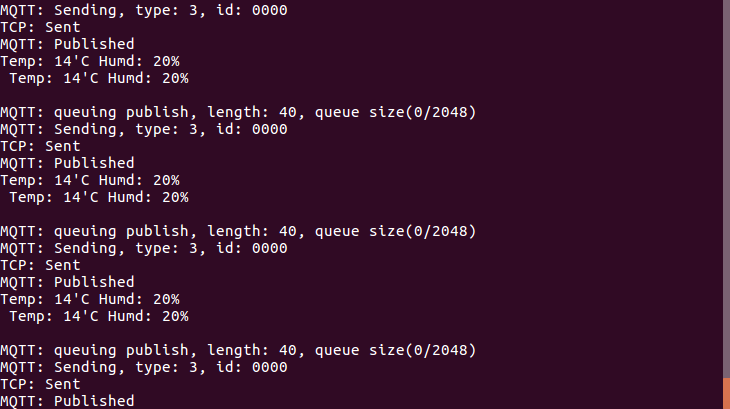 MQTT: Sending, type: 3, id: 0000
TCP: Sent
MQTT: Published
Temp: 14'C Humd: 20%
Temp: 14'C Humd: 20%
MQTT: queuing publish, length: 40, queue size(0/2048)
MQTT: Sending, type: 3, id: 0000
TCP: Sent
MQTT: Published
Temp: 14'C Humd: 20%
Temp: 14'C Humd: 20%
MQTT: queuing publish, length: 40, queue size(0/2048)
MQTT: Sending, type: 3, id: 0000
TCP: Sent
MQTT: Published
Temp: 14'C Humd: 20%
Temp: 14'C Humd: 20%
MQTT: queuing publish, length: 40, queue size(0/2048)
MQTT: Sending, type: 3, id: 0000
TCP: Sent
MQTT: Published